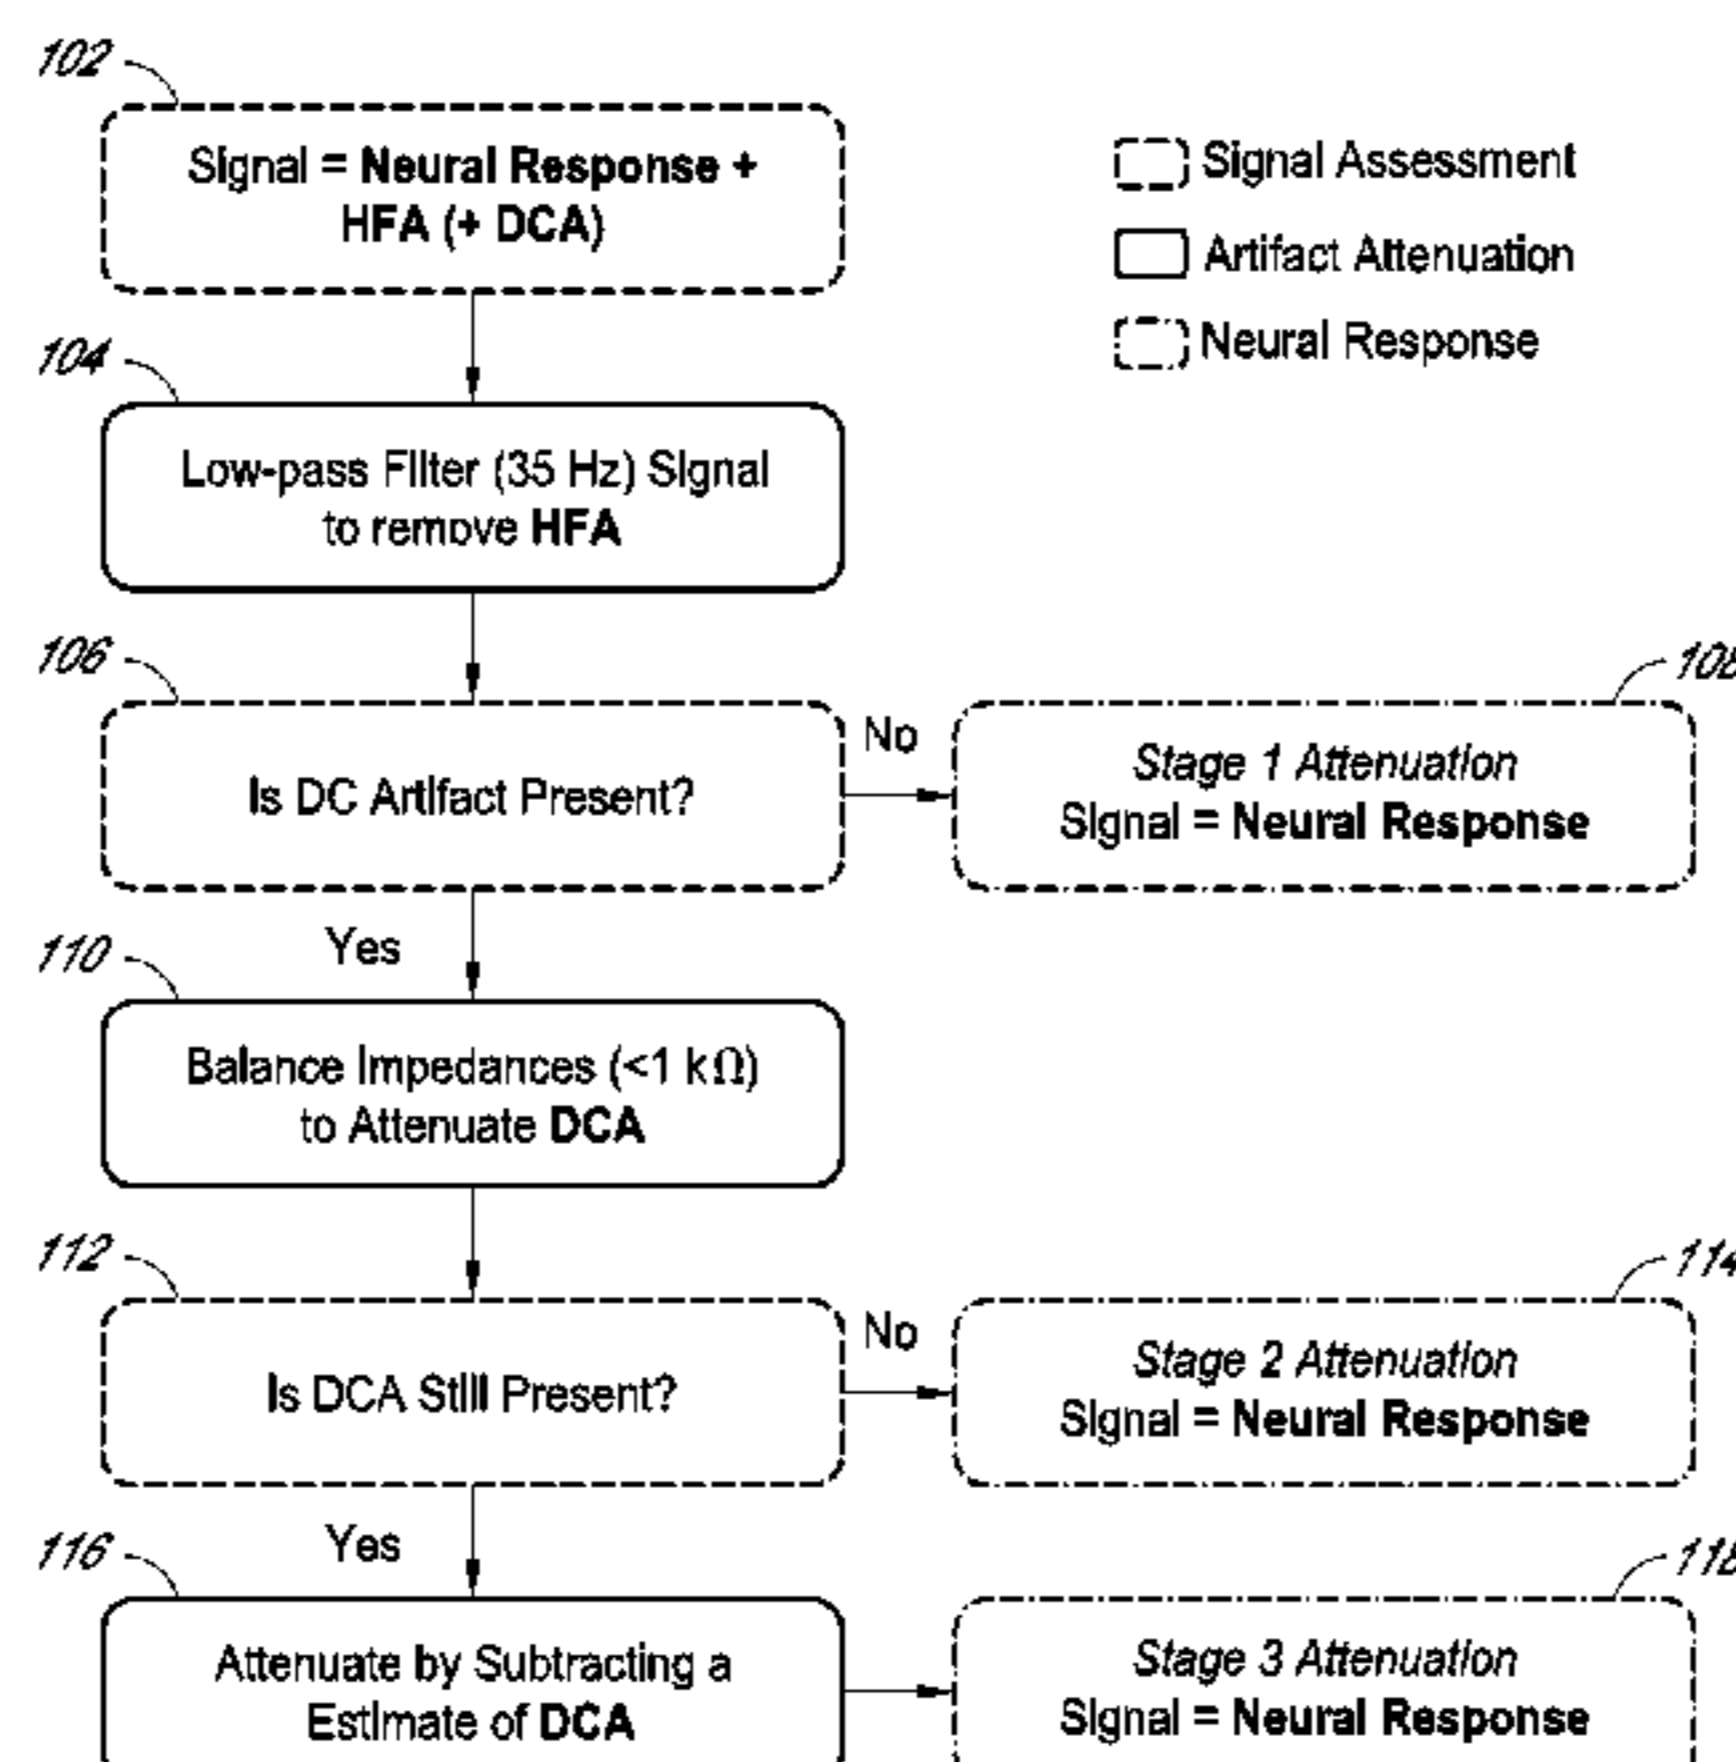 102
Signal = Neural Response +
HFA (+ DCA)
Signal Assessment
Artifact Attenuation
Neural Response
104
Low-pass Filter (35 Hz) Signal
to remove HFA
106
Is DC Artifact Present?
No
108
Stage 1 Attenuation
Signal = Neural Response
Yes
110
Balance Impedances (<1 kΩ)
to Attenuate DCA
112
Is DCA Still Present?
No
114
Stage 2 Attenuation
Signal = Neural Response
Yes
116
Attenuate by Subtracting a
Estimate of DCA
118
Stage 3 Attenuation
Signal = Neural Response